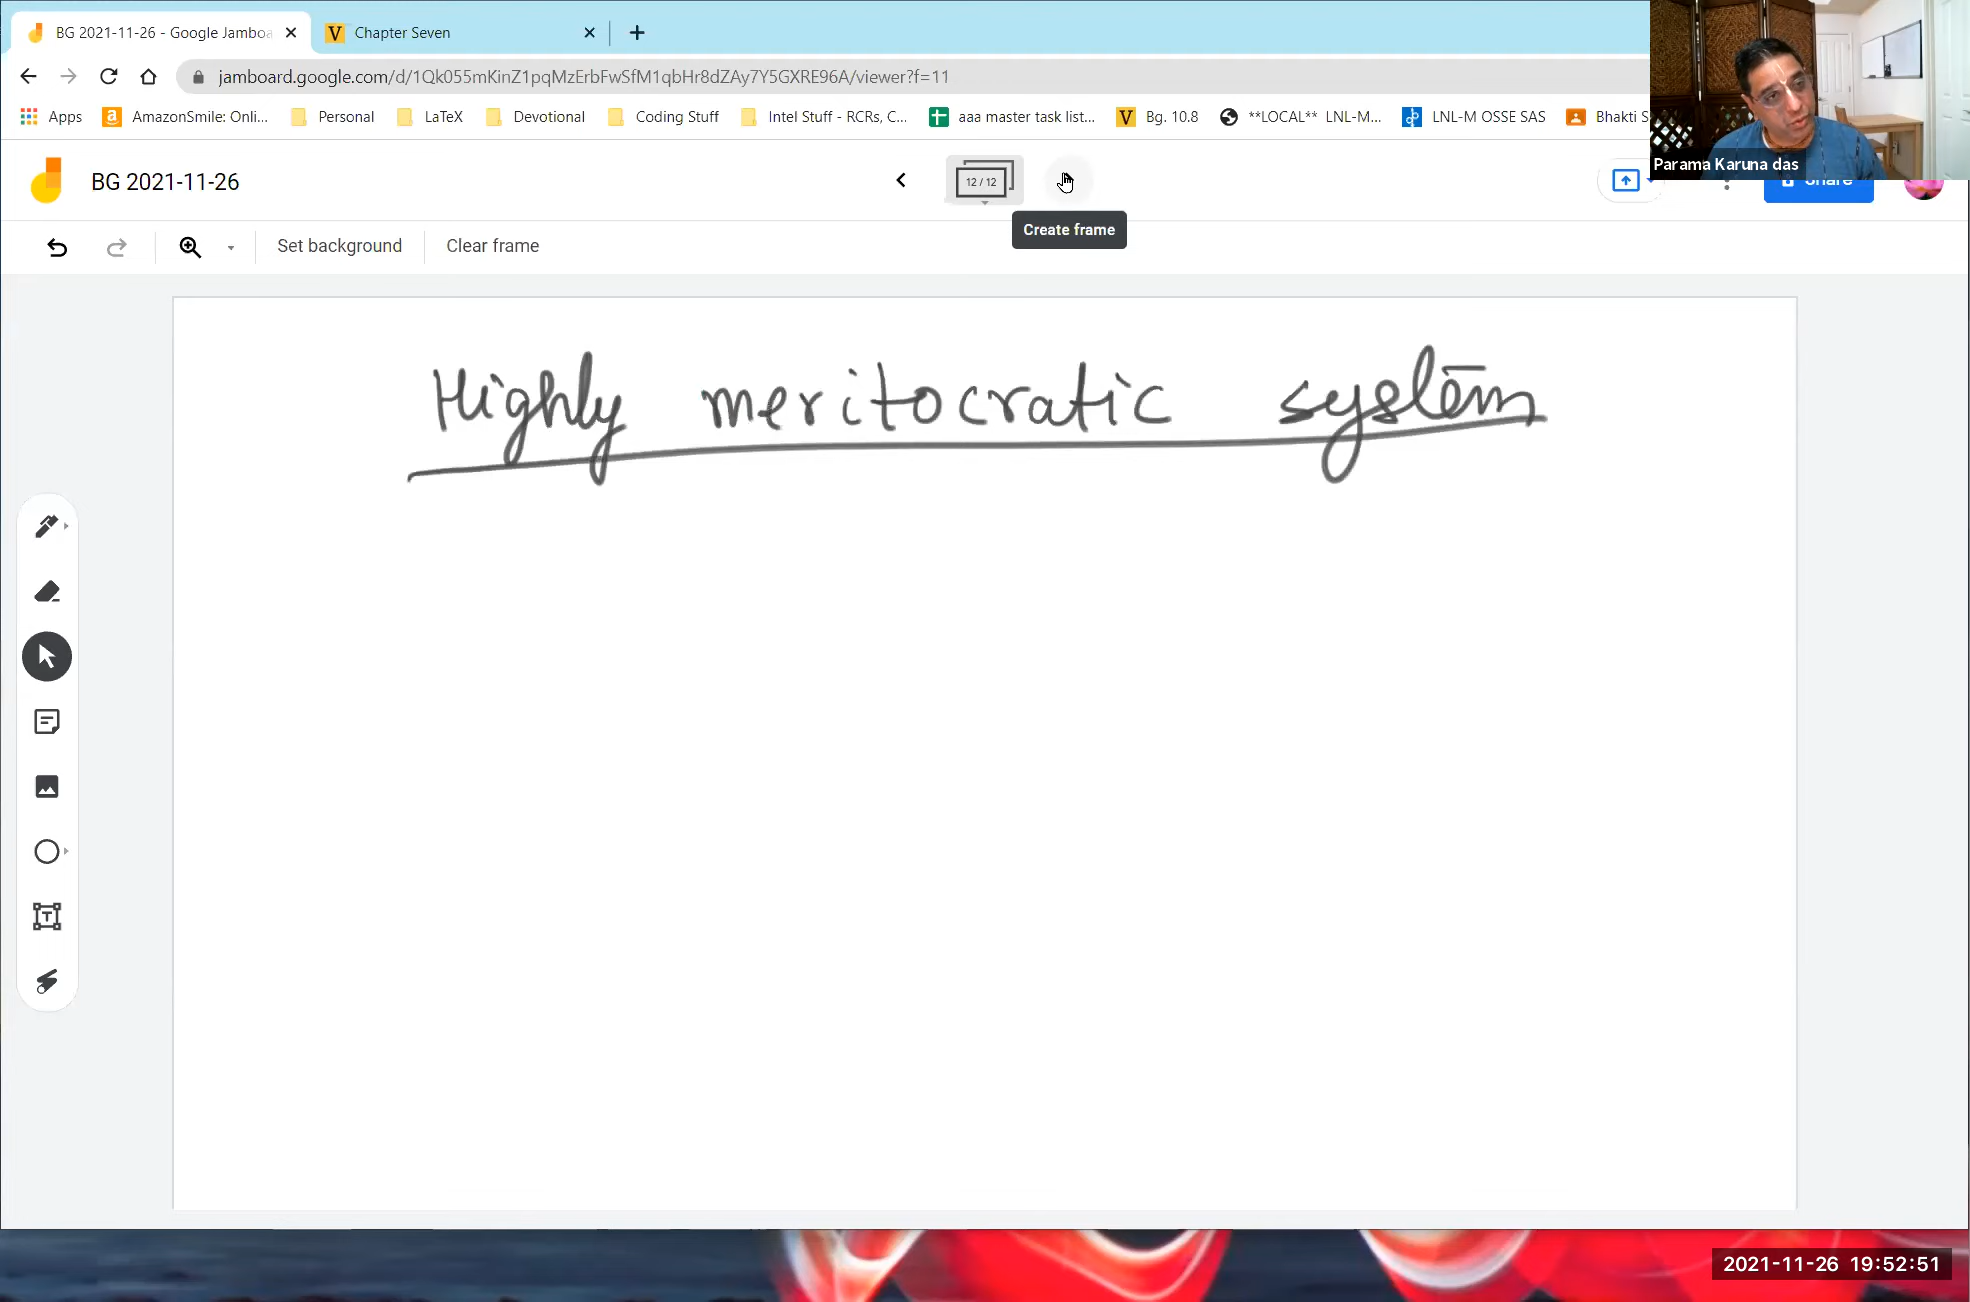 BG 2021-11-26 - Google Jamboa
Chapter Seven
jamboard.google.com/d/1Qk055mKinZ1pqMzErbFwSfM1qbHr8dZAy7Y5GXRE96A/viewer?f=11
Apps AmazonSmile: Onli... Personal LaTeX Devotional Coding Stuff Intel Stuff - RCRs, C... aaa master task list... Bg. 10.8 **LOCAL** LNL-M... LNL-M OSSE SAS Bhakti S
Parama Karuna das
BG 2021-11-26
12 / 12
Share
Create frame
Set background Clear frame
Highly meritocratic system
2021-11-26 19:52:51